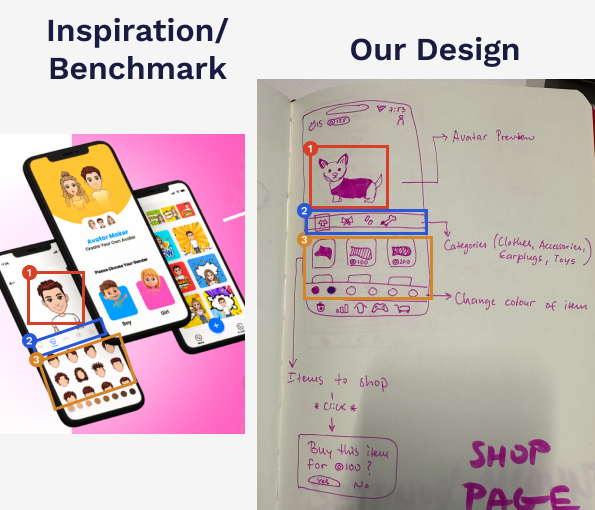 Inspiration/
Benchmark
Our Design
Avatar Maker
Create Your Own Avatar
Please Choose Your Gender
Boy
Girl
1
2
3
7:53
15
1
Avatar Preview
2
3
Categories (Clothes, Accessories,
Earplugs, Toys)
100
200
Change colour of item
Items to shop
* Click *
Buy this item
for 100 ?
Yes No
SHOP
PAGE